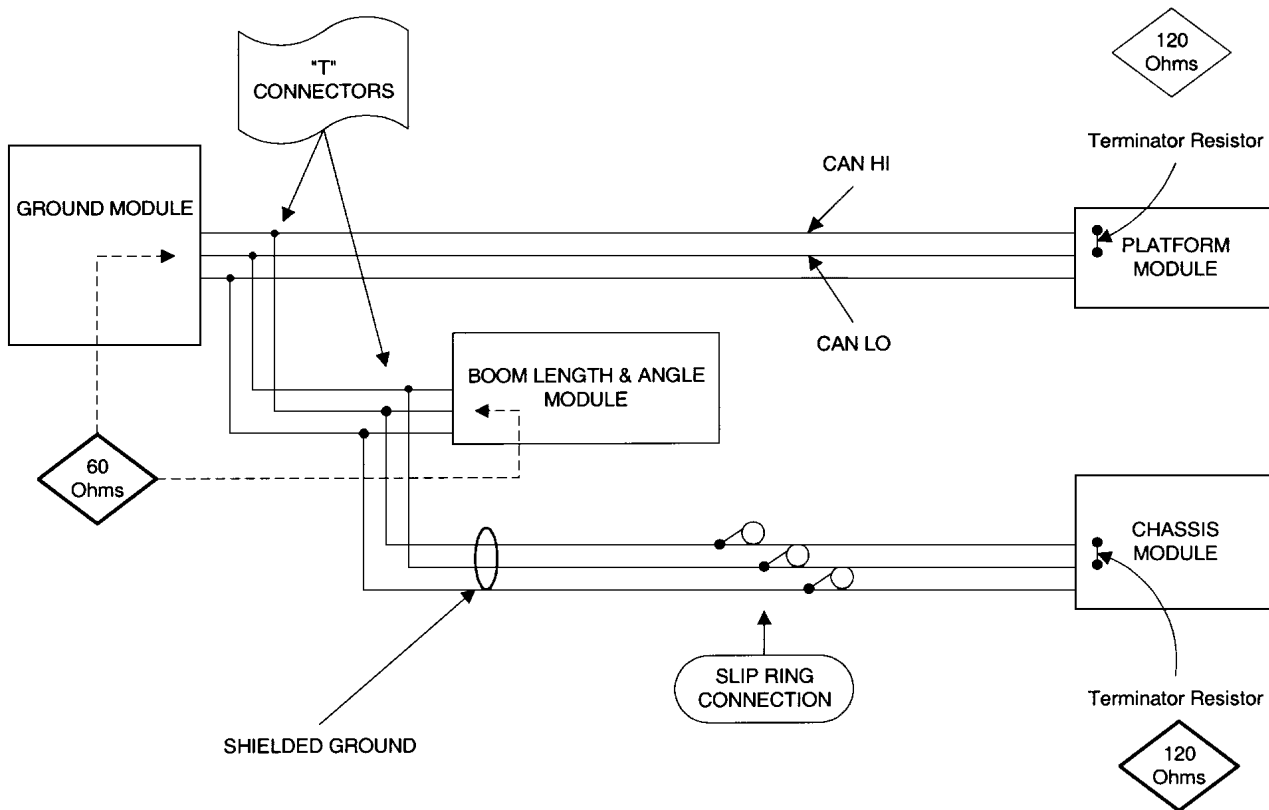 120
Ohms
"T"
CONNECTORS
Terminator Resistor
CAN HI
GROUND MODULE
PLATFORM
MODULE
CAN LO
BOOM LENGTH & ANGLE
MODULE
60
Ohms
CHASSIS
MODULE
SLIP RING
CONNECTION
Terminator Resistor
SHIELDED GROUND
120
Ohms